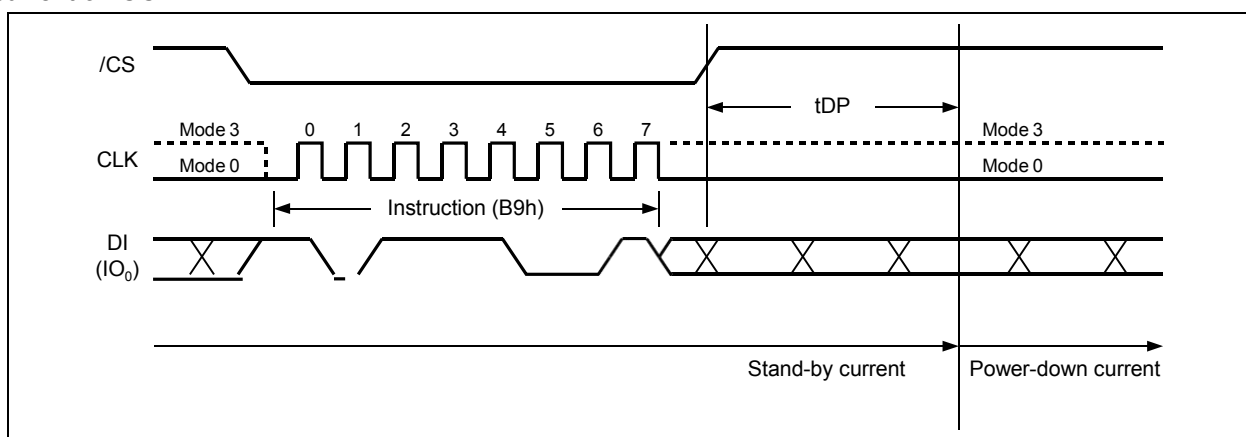 /CS
tDP
Mode 3 0 1 2 3 4 5 6 7 Mode 3
CLK
Mode 0 Mode 0
Instruction (B9h)
DI
(IO₀)
Stand-by current Power-down current